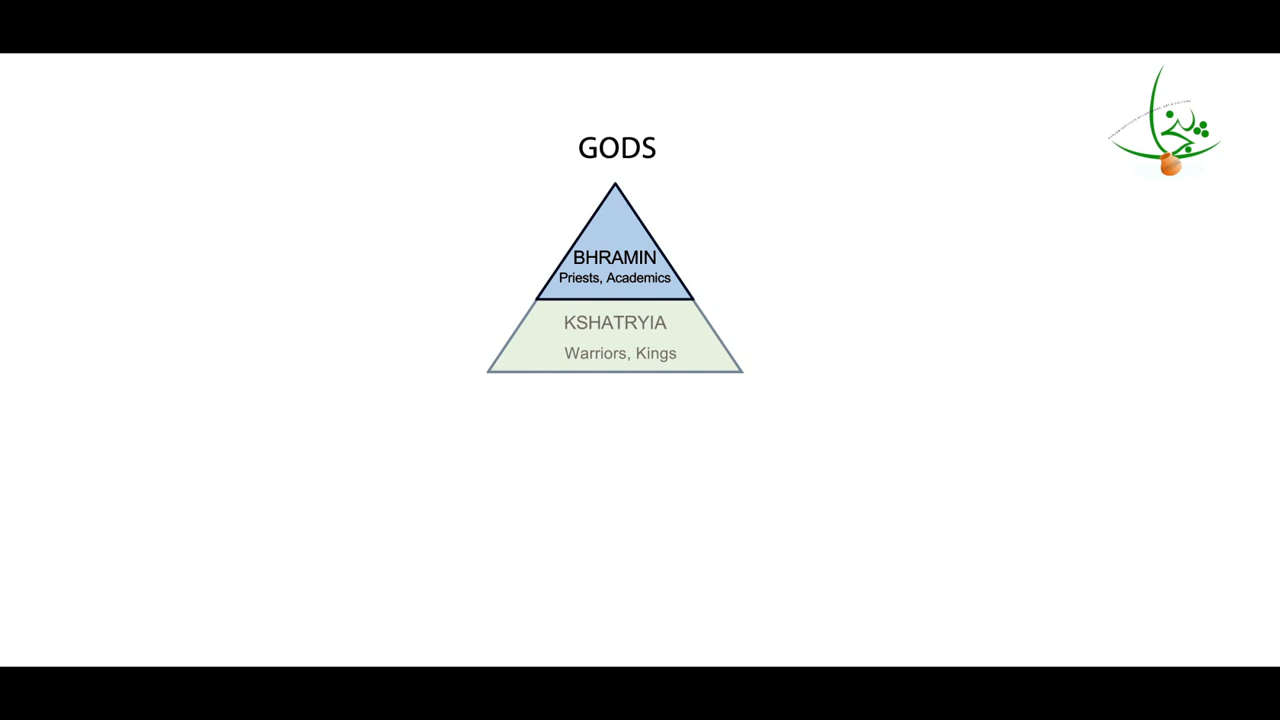 GODS
BHRAMIN
Priests, Academics
KSHATRYIA
Warriors, Kings